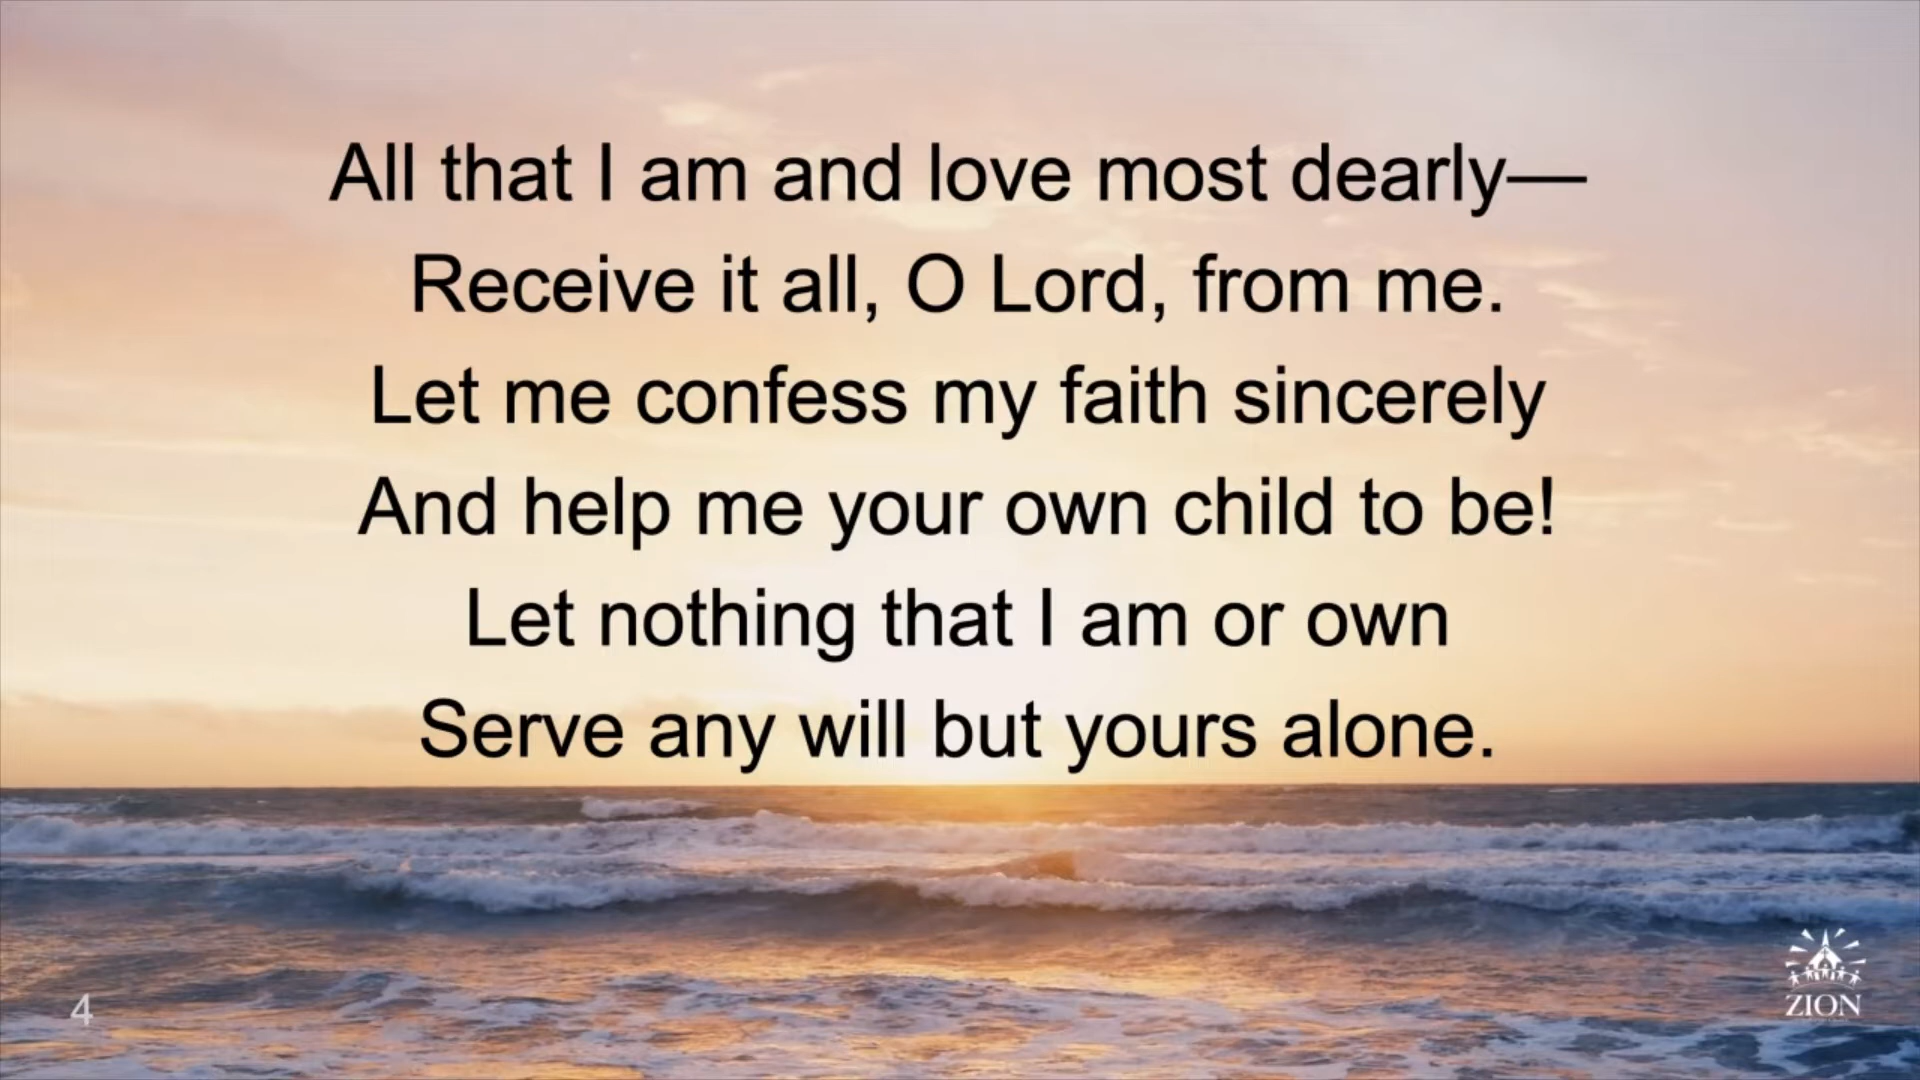 All that I am and love most dearly—
Receive it all, O Lord, from me.
Let me confess my faith sincerely
And help me your own child to be!
Let nothing that I am or own
Serve any will but yours alone.
4
ZION